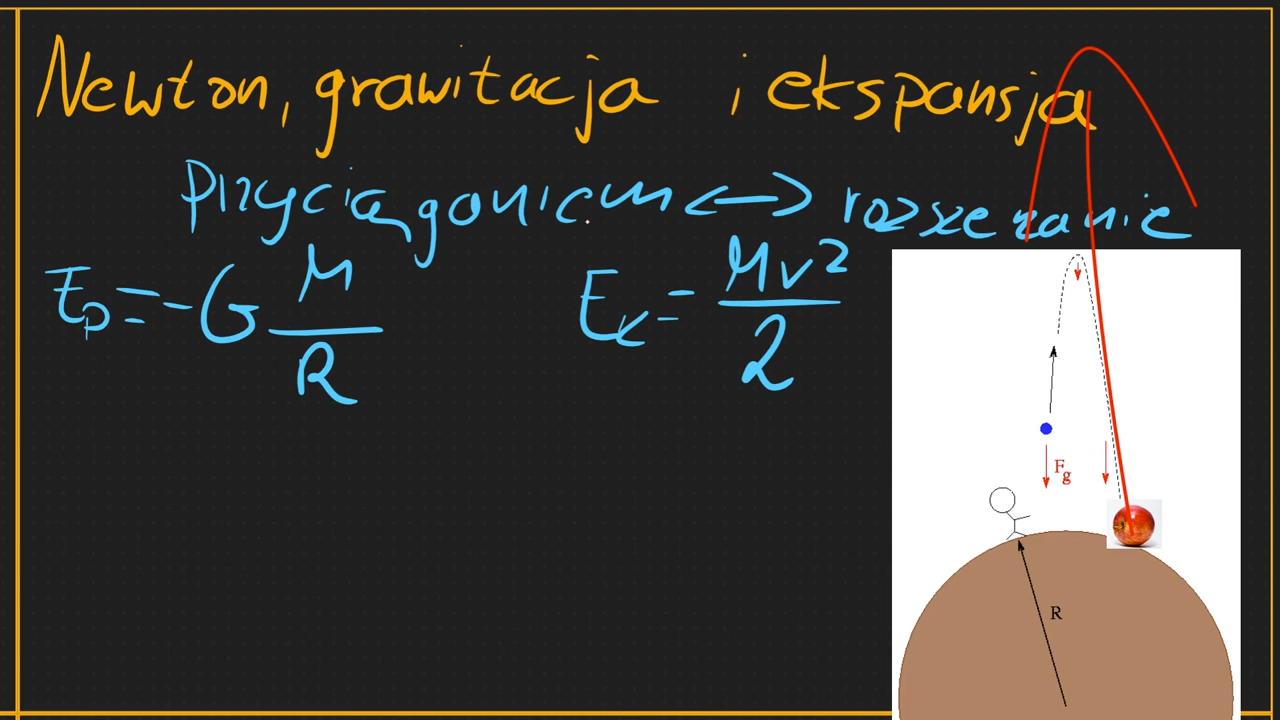 Newton, grawitacja i ekspansja
Przyciąganie <-> rozszerzanie
Ep = -G M/R
Ek = Mv²/2
Fg
R